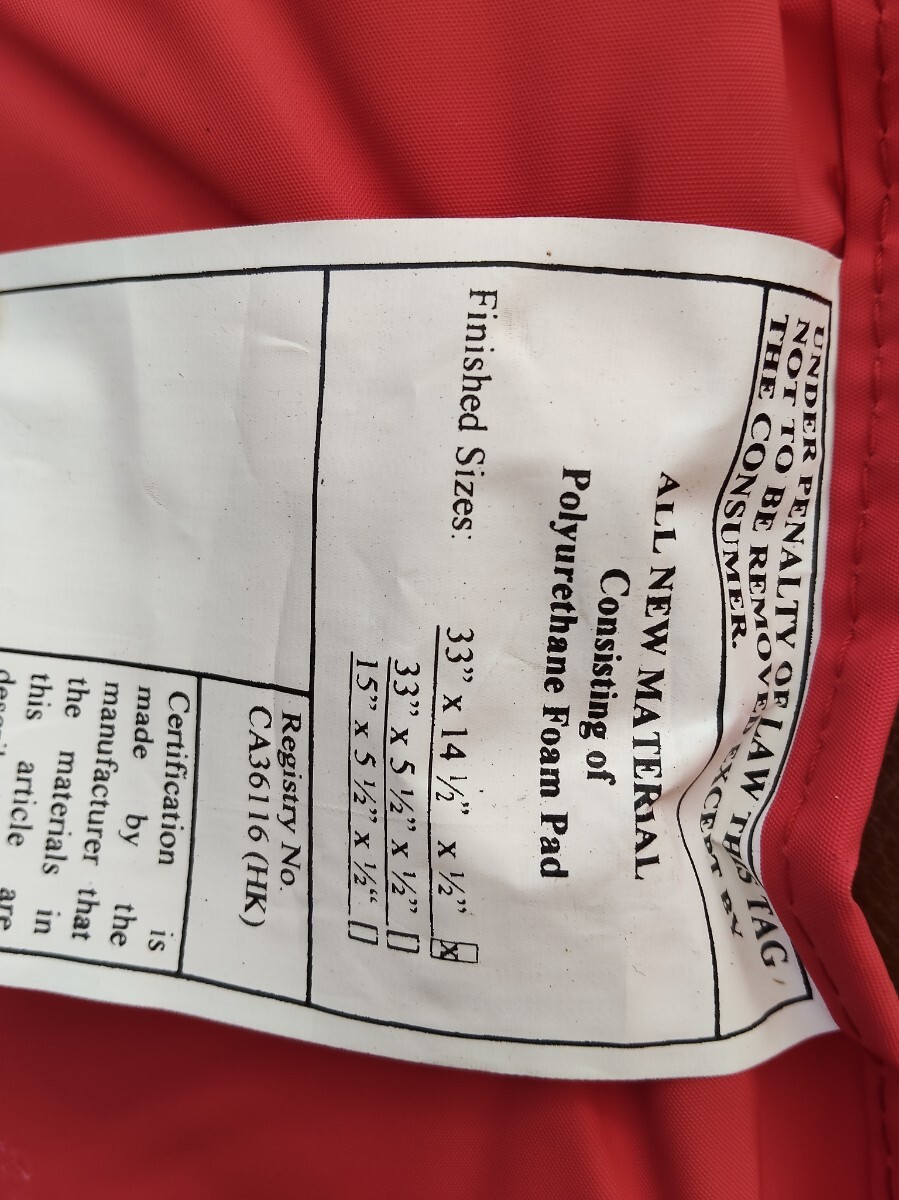 UNDER PENALTY OF LAW THIS TAG
NOT TO BE REMOVED EXCEPT BY
THE CONSUMER.
ALL NEW MATERIAL
Consisting of
Polyurethane Foam Pad
Finished Sizes: 33” x 14 ½” x ½” [x]
33” x 5 ½” x ½” []
15” x 5 ½” x ½“ []
Registry No.
CA36116 (HK)
Certification is
made by the
manufacturer that
the materials in
this article are